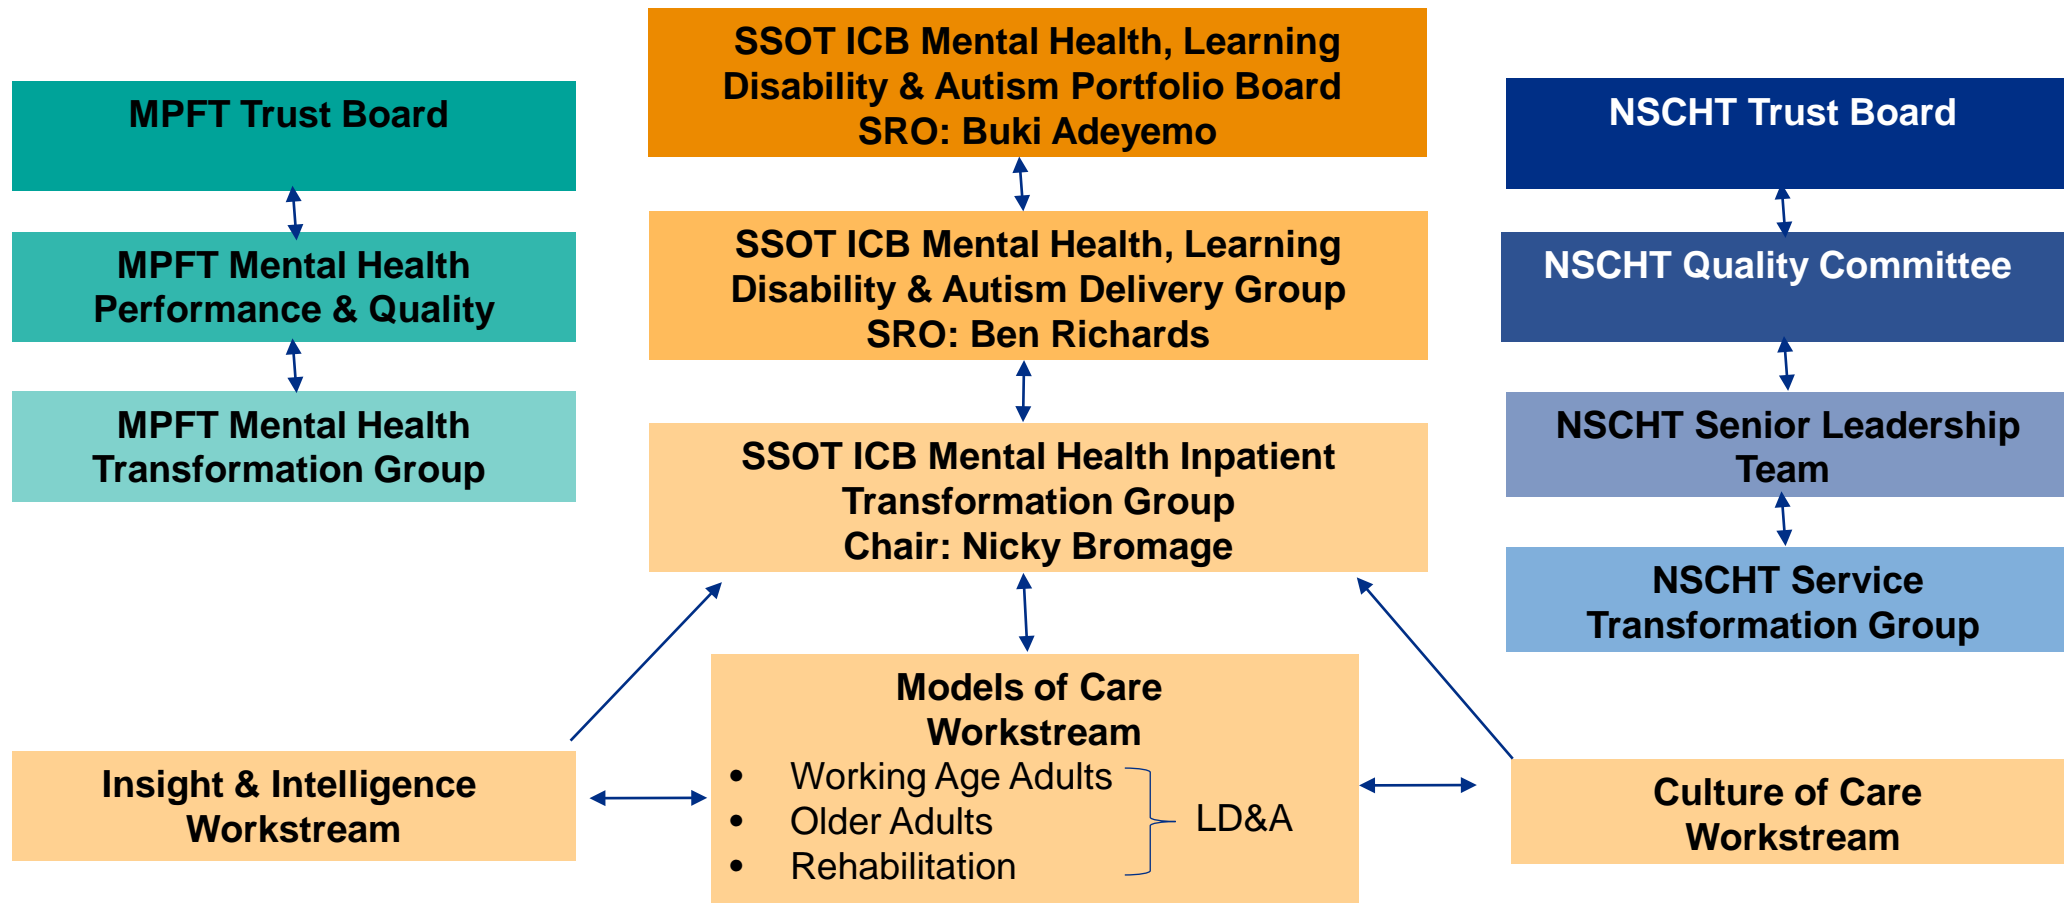 SSOT ICB Mental Health, Learning
Disability & Autism Portfolio Board
SRO: Buki Adeyemo
MPFT Trust Board
NSCHT Trust Board
MPFT Mental Health
Performance & Quality
SSOT ICB Mental Health, Learning
Disability & Autism Delivery Group
SRO: Ben Richards
NSCHT Quality Committee
MPFT Mental Health
Transformation Group
SSOT ICB Mental Health Inpatient
Transformation Group
Chair: Nicky Bromage
NSCHT Senior Leadership
Team
NSCHT Service
Transformation Group
Insight & Intelligence
Workstream
Models of Care
Workstream
• Working Age Adults
• Older Adults
• Rehabilitation
LD&A
Culture of Care
Workstream